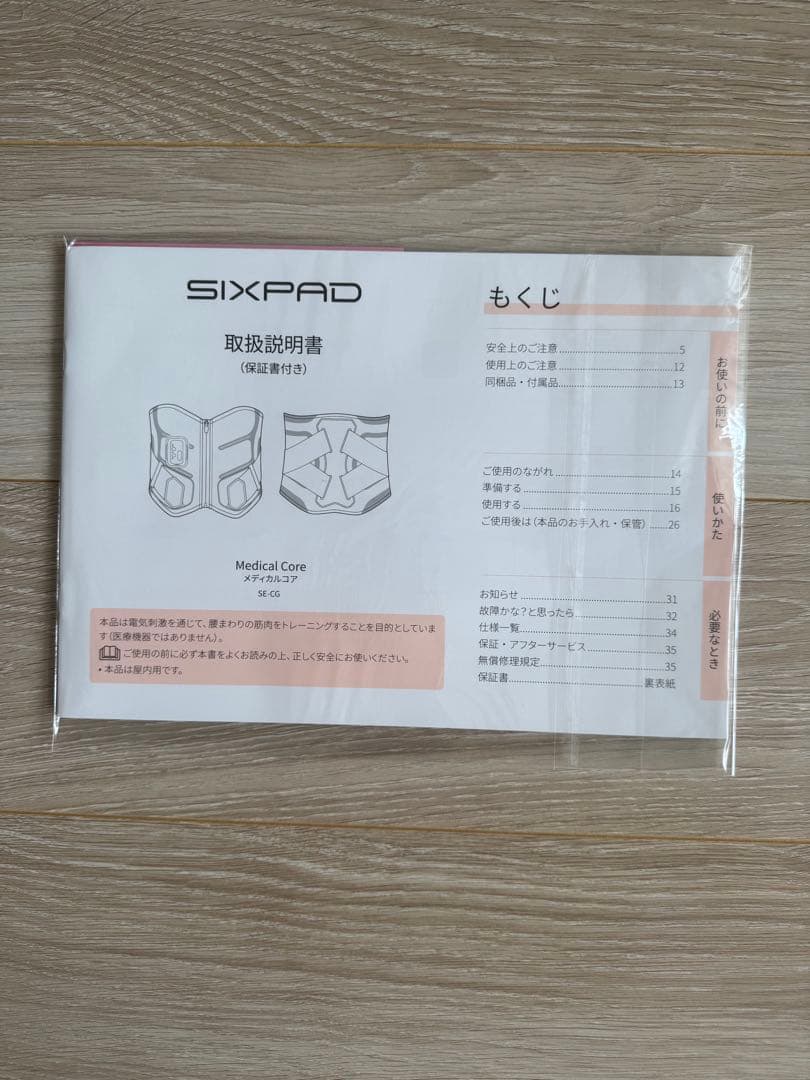 SIXPAD
取扱説明書
（保証書付き）
Medical Core
メディカルコア
SE-CG
本品は電気刺激を通じて、腰まわりの筋肉をトレーニングすることを目的としていま
す（医療機器ではありません）。
ご使用の前に必ず本書をよくお読みの上、正しく安全にお使いください。
• 本品は屋内用です。
もくじ
安全上のご注意 5
使用上のご注意 12
同梱品・付属品 13
お使いの前に
ご使用のながれ 14
準備する 15
使用する 16
ご使用後は（本品のお手入れ・保管） 26
使いかた
お知らせ 31
故障かな？と思ったら 32
仕様一覧 34
保証・アフターサービス 35
無償修理規定 35
保証書 裏表紙
必要なとき